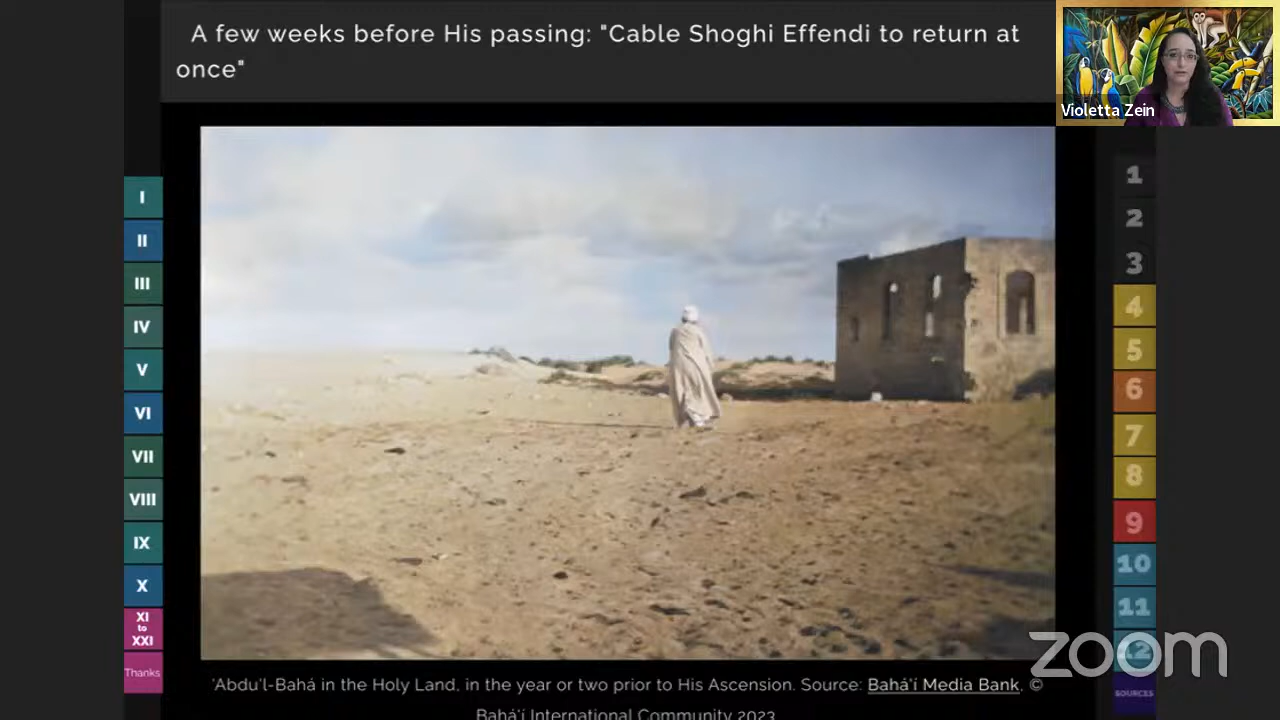 A few weeks before His passing: "Cable Shoghi Effendi to return at
once"
Violetta Zein
I
II
III
IV
V
VI
VII
VIII
IX
X
XI
to
XXI
Thanks
1
2
3
4
5
6
7
8
9
10
11
12
SOURCES
zoom
'Abdu'l-Bahá in the Holy Land, in the year or two prior to His Ascension. Source: Bahá'í Media Bank, ©
Bahá'í International Community 2023